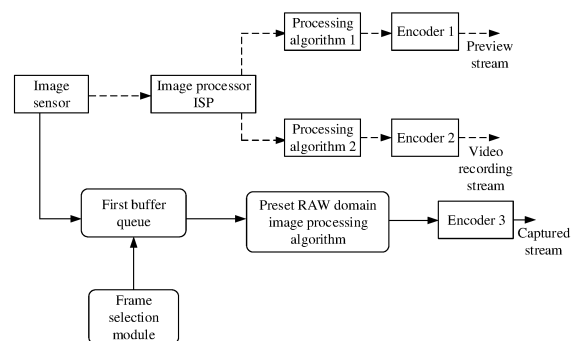 Processing
algorithm 1
Encoder 1
Preview
stream
Image
sensor
Image processor
ISP
Processing
algorithm 2
Encoder 2
Video
recording
stream
First buffer
queue
Preset RAW domain
image processing
algorithm
Encoder 3
Captured
stream
Frame
selection
module